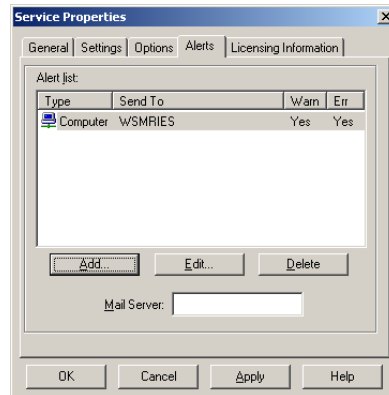 Service Properties
General Settings Options Alerts Licensing Information
Alert list:
Type Send To Warn Err
Computer WSMRIES Yes Yes
Add... Edit... Delete
Mail Server:
OK Cancel Apply Help